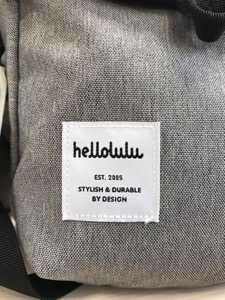 hellolulu
EST. 2005
STYLISH & DURABLE
BY DESIGN